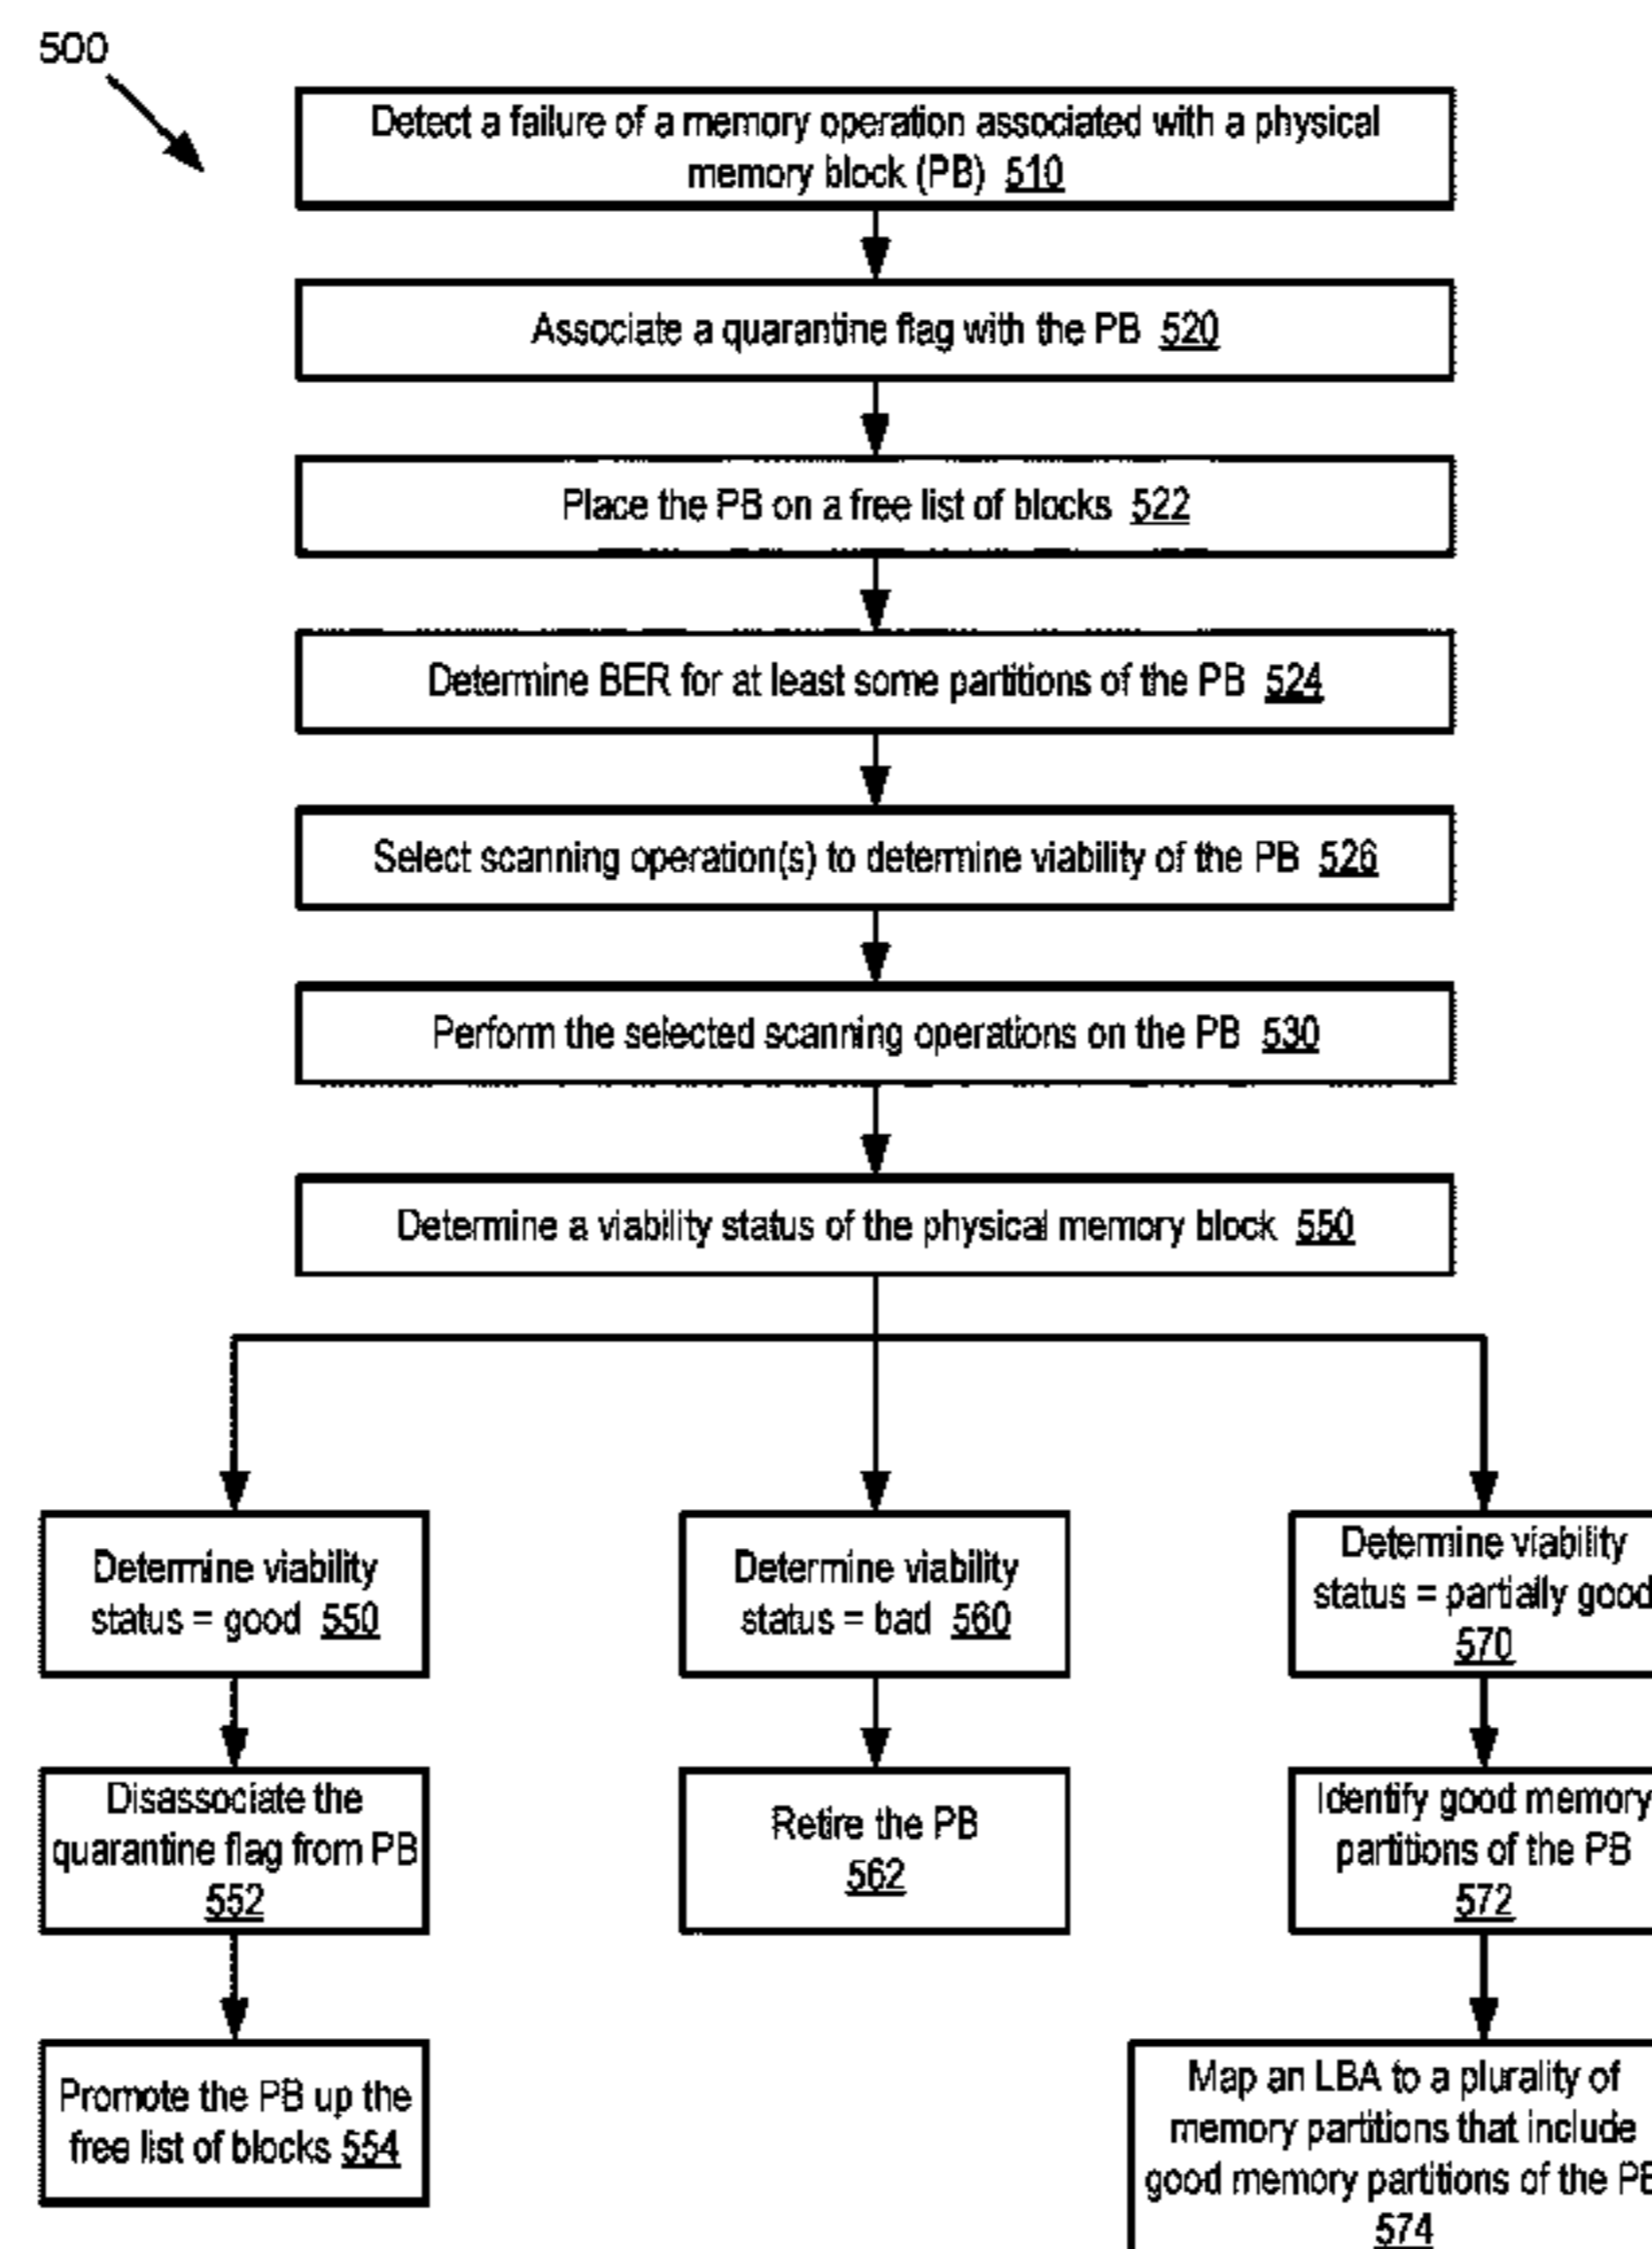 500
Detect a failure of a memory operation associated with a physical
memory block (PB) 510
Associate a quarantine flag with the PB 520
Place the PB on a free list of blocks 522
Determine BER for at least some partitions of the PB 524
Select scanning operation(s) to determine viability of the PB 526
Perform the selected scanning operations on the PB 530
Determine a viability status of the physical memory block 550
Determine viability
status = good 550
Determine viability
status = bad 560
Determine viability
status = partially good
570
Disassociate the
quarantine flag from PB
552
Retire the PB
562
Identify good memory
partitions of the PB
572
Promote the PB up the
free list of blocks 554
Map an LBA to a plurality of
memory partitions that include
good memory partitions of the PB
574